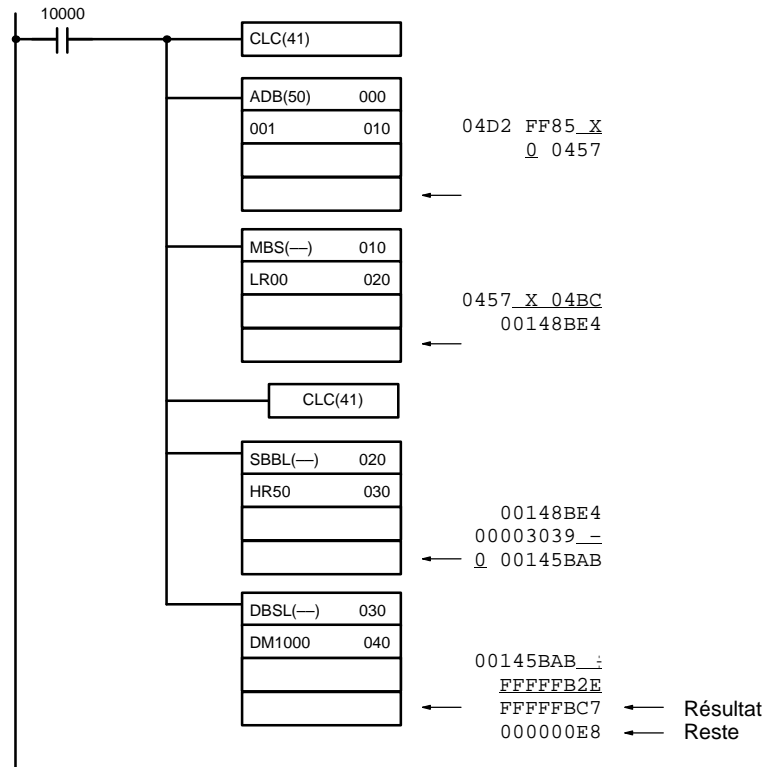 10000
CLC(41)
ADB(50) 000
001 010
04D2 FF85 X
0 0457
MBS(––) 010
LR00 020
0457 X 04BC
00148BE4
CLC(41)
SBBL(––) 020
HR50 030
00148BE4
00003039 –
0 00145BAB
DBSL(––) 030
DM1000 040
00145BAB ÷
FFFFFB2E
FFFFFBC7 Résultat
000000E8 Reste